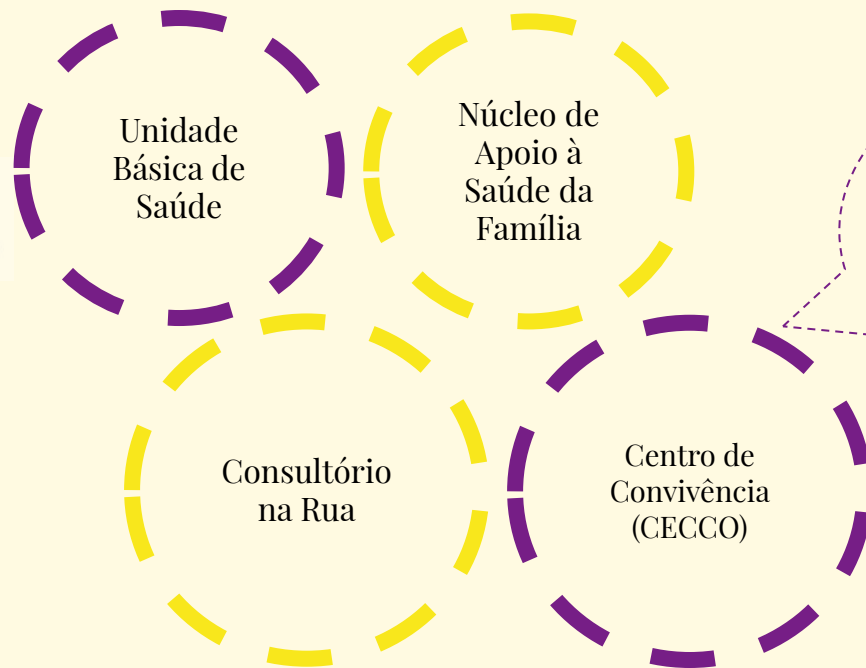 Unidade
Básica de
Saúde
Núcleo de
Apoio à
Saúde da
Família
Consultório
na Rua
Centro de
Convivência
(CECCO)